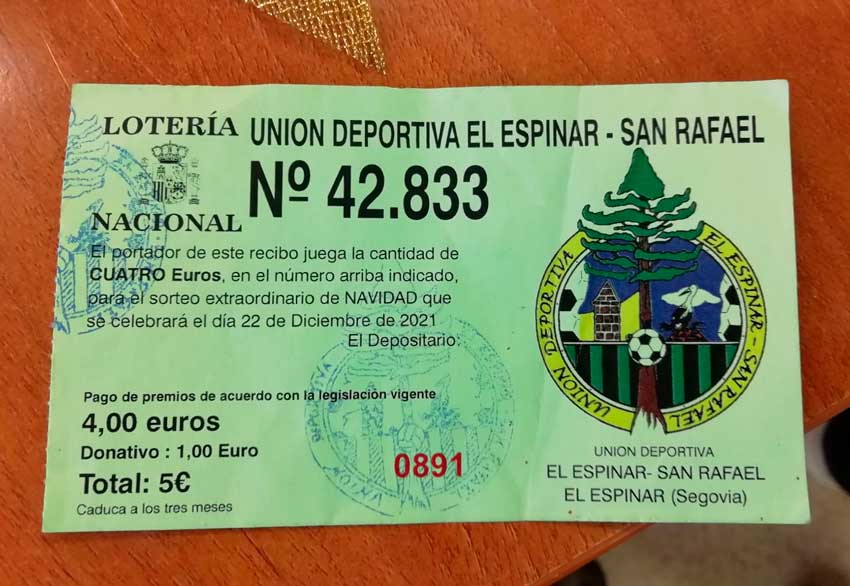 LOTERÍA
NACIONAL
UNION DEPORTIVA EL ESPINAR - SAN RAFAEL
Nº 42.833
El portador de este recibo juega la cantidad de
CUATRO Euros, en el número arriba indicado,
para el sorteo extraordinario de NAVIDAD que
se celebrará el día 22 de Diciembre de 2021
El Depositario:
Pago de premios de acuerdo con la legislación vigente
4,00 euros
Donativo : 1,00 Euro
Total: 5€
Caduca a los tres meses
0891
UNION DEPORTIVA EL ESPINAR - SAN RAFAEL
UNION DEPORTIVA
EL ESPINAR- SAN RAFAEL
EL ESPINAR (Segovia)